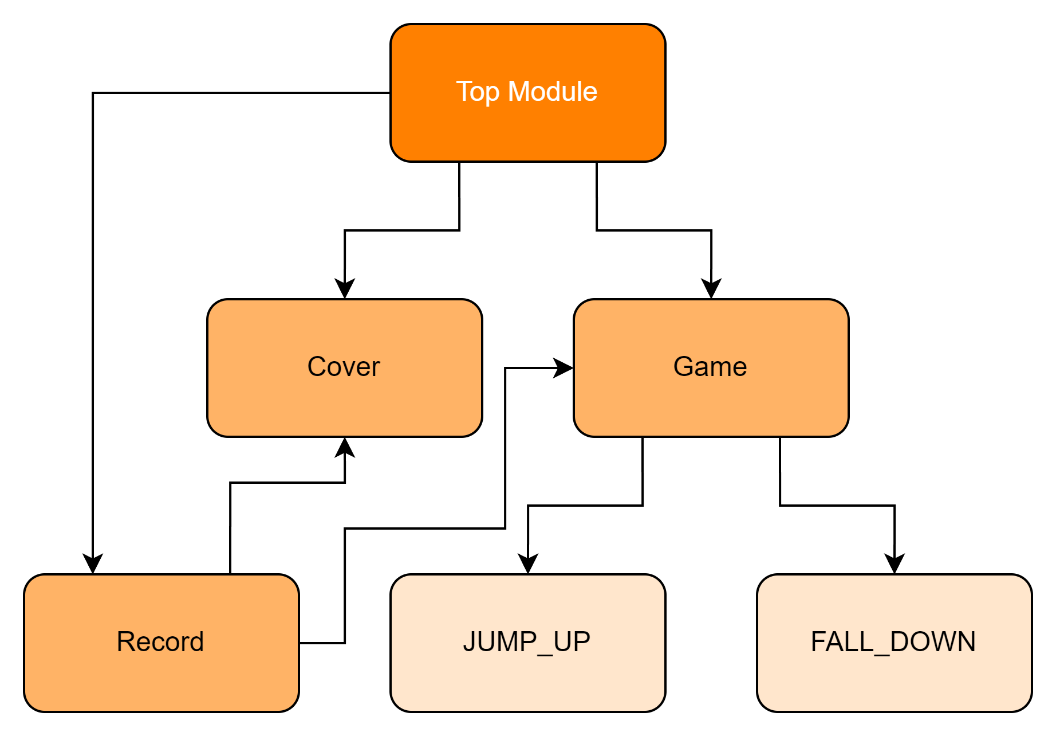 Top Module
Cover
Game
Record
JUMP_UP
FALL_DOWN